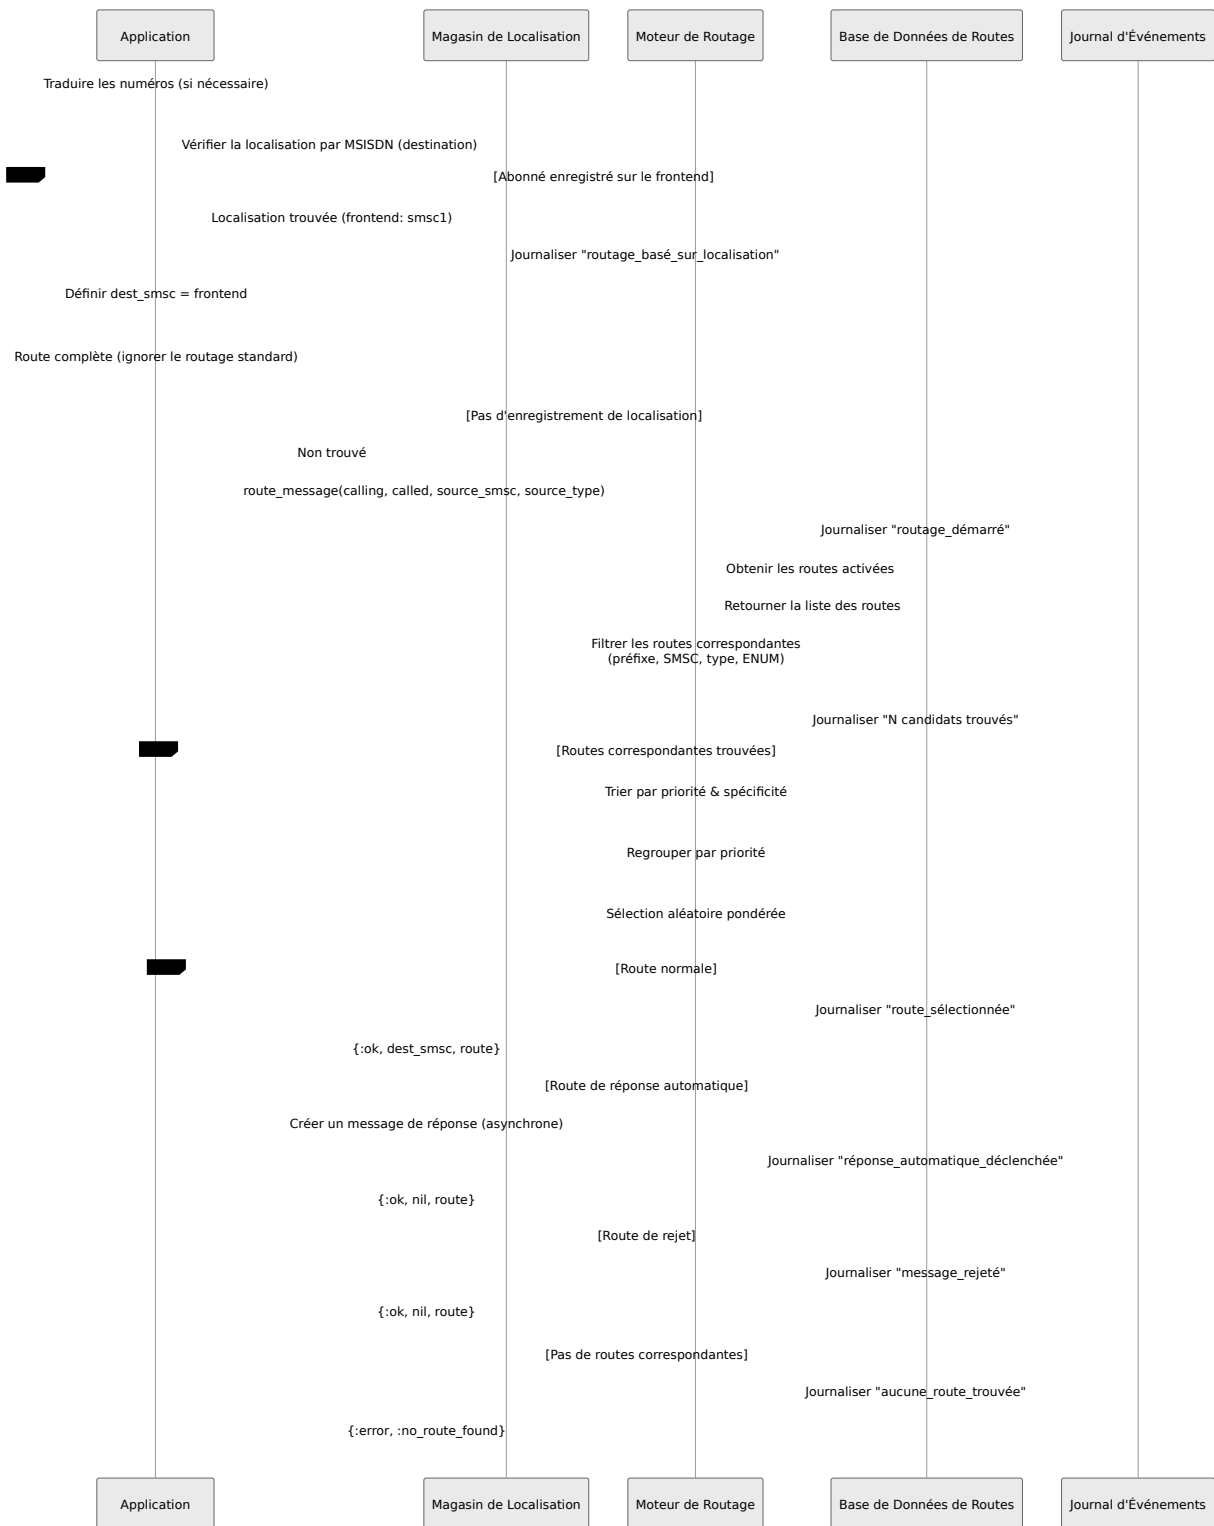 Application
Magasin de Localisation
Moteur de Routage
Base de Données de Routes
Journal d'Événements
Traduire les numéros (si nécessaire)
Vérifier la localisation par MSISDN (destination)
[Abonné enregistré sur le frontend]
Localisation trouvée (frontend: smsc1)
Journaliser "routage_basé_sur_localisation"
Définir dest_smsc = frontend
Route complète (ignorer le routage standard)
[Pas d'enregistrement de localisation]
Non trouvé
route_message(calling, called, source_smsc, source_type)
Journaliser "routage_démarré"
Obtenir les routes activées
Retourner la liste des routes
Filtrer les routes correspondantes
(préfixe, SMSC, type, ENUM)
Journaliser "N candidats trouvés"
[Routes correspondantes trouvées]
Trier par priorité & spécificité
Regrouper par priorité
Sélection aléatoire pondérée
[Route normale]
Journaliser "route_sélectionnée"
{:ok, dest_smsc, route}
[Route de réponse automatique]
Créer un message de réponse (asynchrone)
Journaliser "réponse_automatique_déclenchée"
{:ok, nil, route}
[Route de rejet]
Journaliser "message_rejeté"
{:ok, nil, route}
[Pas de routes correspondantes]
Journaliser "aucune_route_trouvée"
{:error, :no_route_found}
Application
Magasin de Localisation
Moteur de Routage
Base de Données de Routes
Journal d'Événements